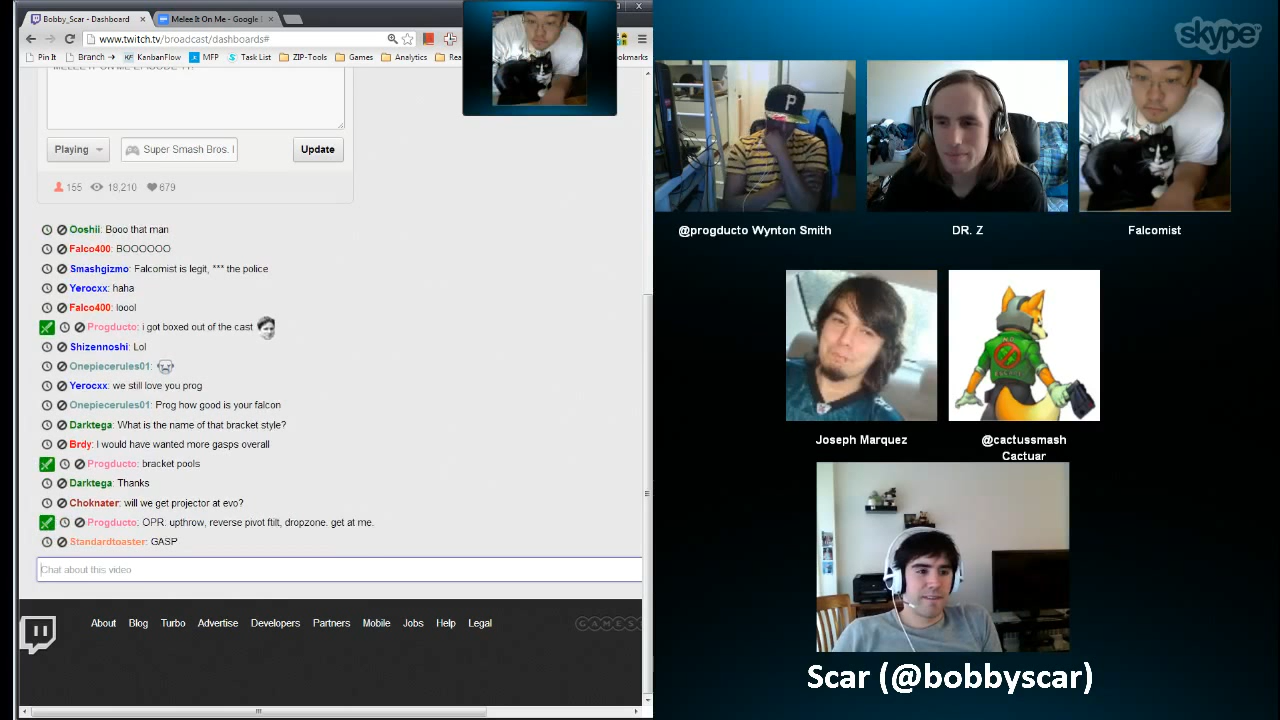 Bobby_Scar - Dashboard
Melee It On Me - Google
www.twitch.tv/broadcast/dashboards#
Pin It
Branch
KanbanFlow
MFP
Task List
ZIP-Tools
Games
Analytics
Rea
okmarks
Playing
Super Smash Bros.
Update
155
18,210
679
Ooshii: Booo that man
Falco400: BOOOOOO
Smashgizmo: Falcomist is legit, *** the police
Yerocxx: haha
Falco400: loool
Progducto: i got boxed out of the cast
Shizennoshi: Lol
Onepiecerules01:
Yerocxx: we still love you prog
Onepiecerules01: Prog how good is your falcon
Darktega: What is the name of that bracket style?
Brdy: I would have wanted more gasps overall
Progducto: bracket pools
Darktega: Thanks
Choknater: will we get projector at evo?
Progducto: OPR. upthrow, reverse pivot ftilt, dropzone. get at me.
Standardtoaster: GASP
Chat about this video
About
Blog
Turbo
Advertise
Developers
Partners
Mobile
Jobs
Help
Legal
GAMES
skype
P
@progducto Wynton Smith
DR. Z
Falcomist
Joseph Marquez
@cactussmash
Cactuar
Scar (@bobbyscar)